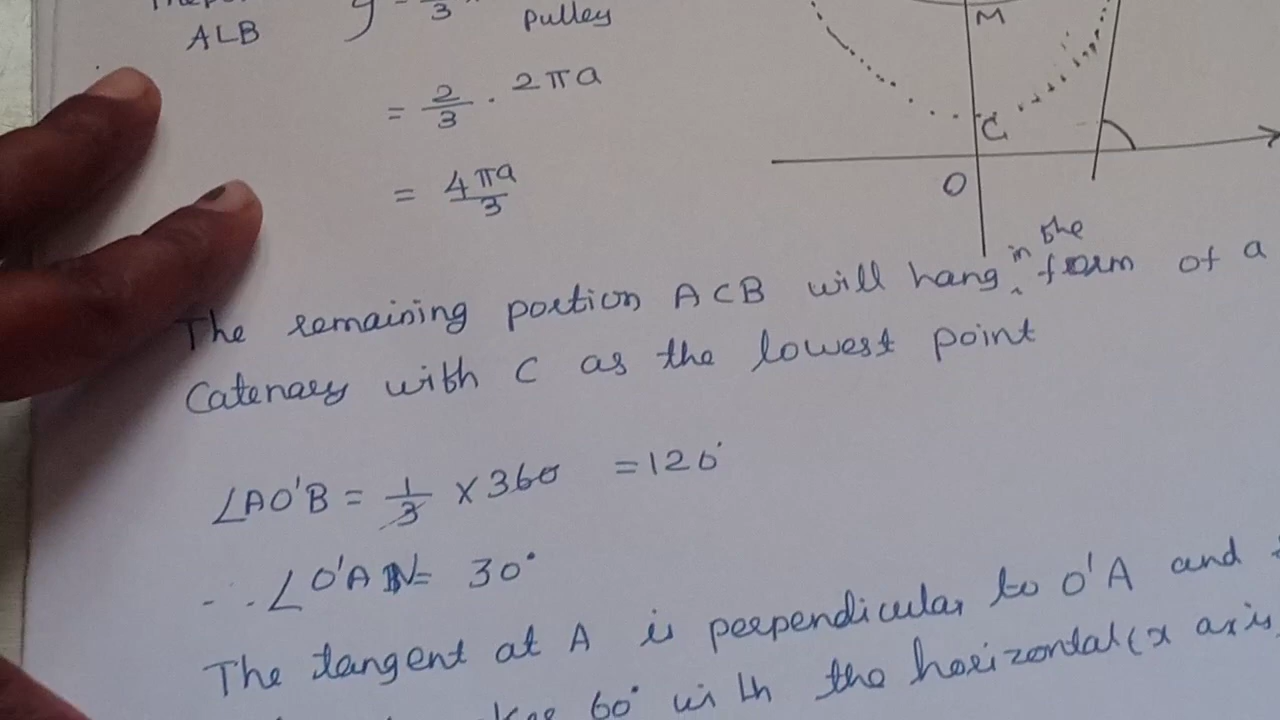 ALB } 3 pulley
= 2/3 . 2πa
= 4πa/3
M
C
O
The remaining portion ACB will hang in the form of a
Catenary with C as the lowest point
∠AO'B = 1/3 × 360 = 120°
∴ ∠O'AN = 30°
The tangent at A is perpendicular to O'A and
60° with the horizontal (x axis